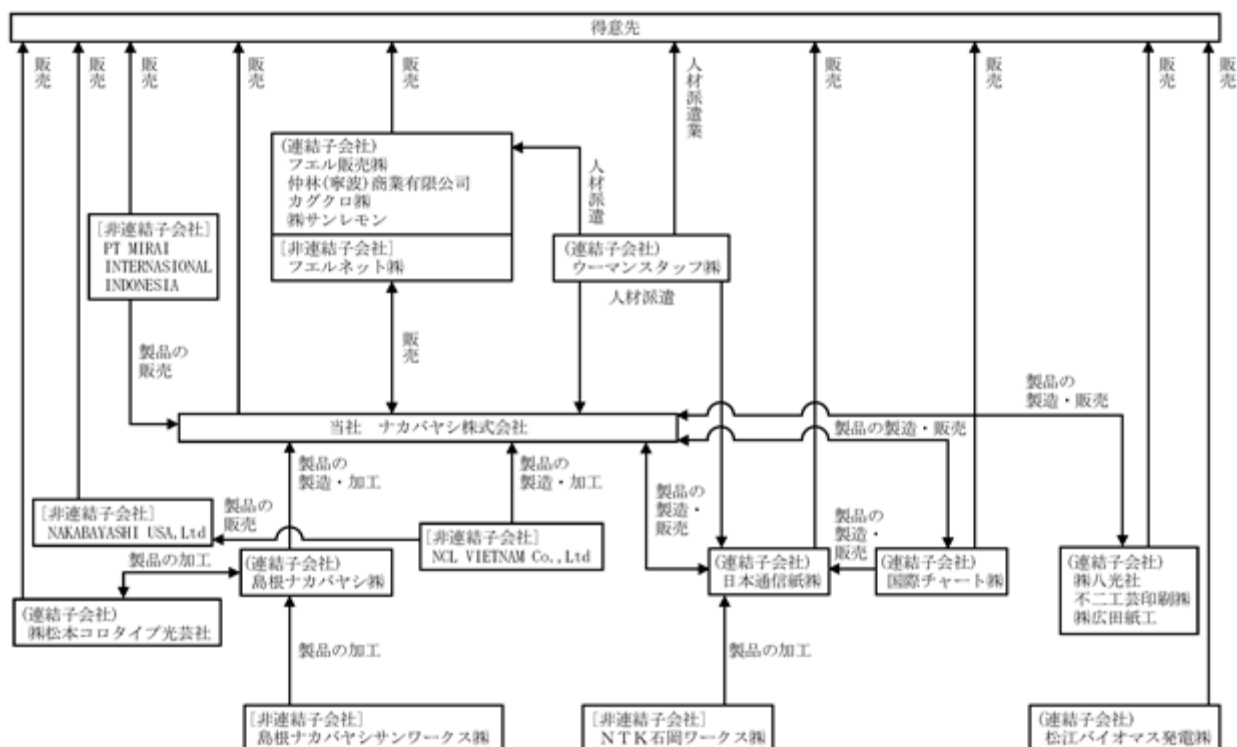 得意先
販売
販売
販売
販売
販売
人材派遣業
販売
販売
販売
販売
(連結子会社)
フエル販売㈱
仲林(寧波)商業有限公司
カグクロ㈱
㈱サンレモン
[非連結子会社]
フエルネット㈱
人材派遣
[非連結子会社]
PT MIRAI
INTERNASIONAL
INDONESIA
(連結子会社)
ウーマンスタッフ㈱
人材派遣
製品の
販売
販売
製品の
製造・販売
当社 ナカバヤシ株式会社
製品の製造・販売
製品の
製造・加工
製品の
製造・加工
製品の
製造・
販売
製品の
製造・
販売
[非連結子会社]
NAKABAYASHI USA,Ltd
製品の
販売
[非連結子会社]
NCL VIETNAM Co.,Ltd
製品の加工
(連結子会社)
島根ナカバヤシ㈱
(連結子会社)
日本通信紙㈱
(連結子会社)
国際チャート㈱
(連結子会社)
㈱八光社
不二工芸印刷㈱
㈱広田紙工
(連結子会社)
㈱松本コロタイプ光芸社
製品の加工
製品の加工
[非連結子会社]
島根ナカバヤシサンワークス㈱
[非連結子会社]
NTK石岡ワークス㈱
(連結子会社)
松江バイオマス発電㈱